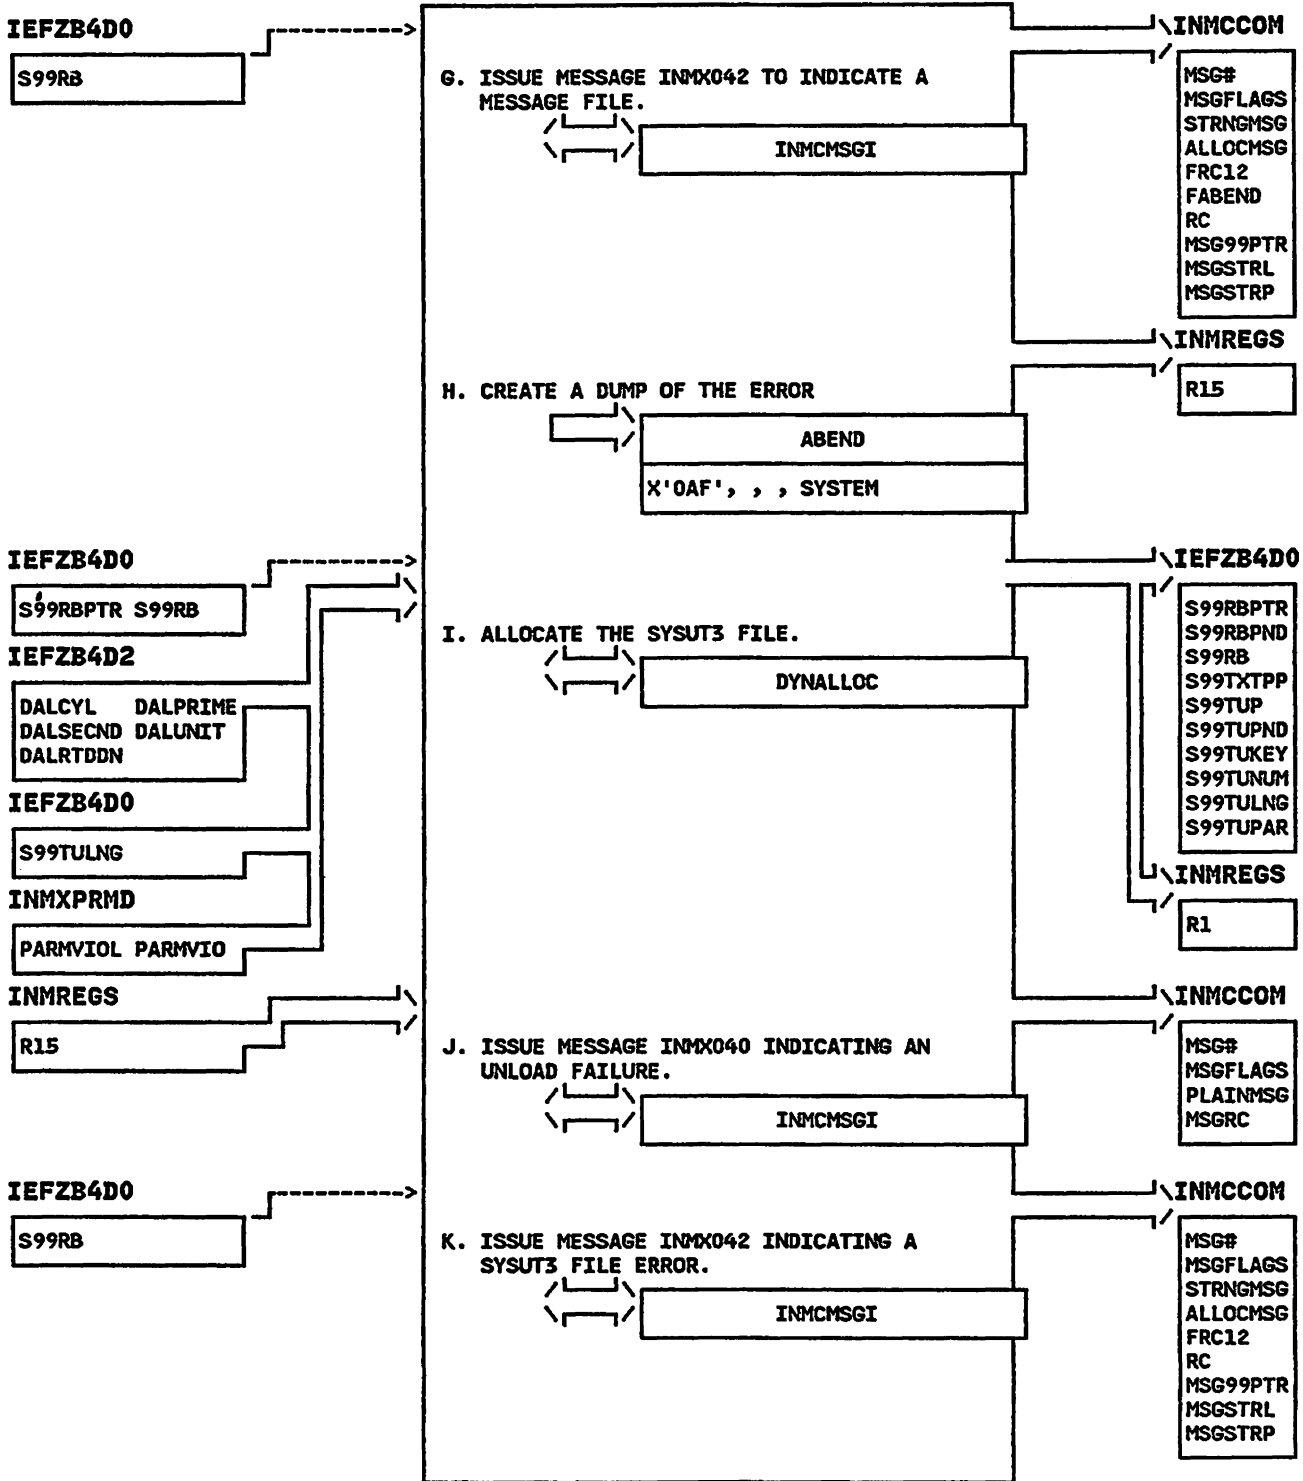 IEFZB4D0
S99RB
G. ISSUE MESSAGE INMX042 TO INDICATE A
MESSAGE FILE.
INMCMSGI
INMCCOM
MSG#
MSGFLAGS
STRNGMSG
ALLOCMSG
FRC12
FABEND
RC
MSG99PTR
MSGSTRL
MSGSTRP
INMREGS
R15
H. CREATE A DUMP OF THE ERROR
ABEND
X'0AF', , , SYSTEM
IEFZB4D0
S99RBPTR S99RB
IEFZB4D2
DALCYL DALPRIME
DALSECND DALUNIT
DALRTDDN
IEFZB4D0
S99TULNG
INMXPRMD
PARMVIOL PARMVIO
INMREGS
R15
I. ALLOCATE THE SYSUT3 FILE.
DYNALLOC
IEFZB4D0
S99RBPTR
S99RBPND
S99RB
S99TXTPP
S99TUP
S99TUPND
S99TUKEY
S99TUNUM
S99TULNG
S99TUPAR
INMREGS
R1
J. ISSUE MESSAGE INMX040 INDICATING AN
UNLOAD FAILURE.
INMCMSGI
INMCCOM
MSG#
MSGFLAGS
PLAINMSG
MSGRC
IEFZB4D0
S99RB
K. ISSUE MESSAGE INMX042 INDICATING A
SYSUT3 FILE ERROR.
INMCMSGI
INMCCOM
MSG#
MSGFLAGS
STRNGMSG
ALLOCMSG
FRC12
RC
MSG99PTR
MSGSTRL
MSGSTRP